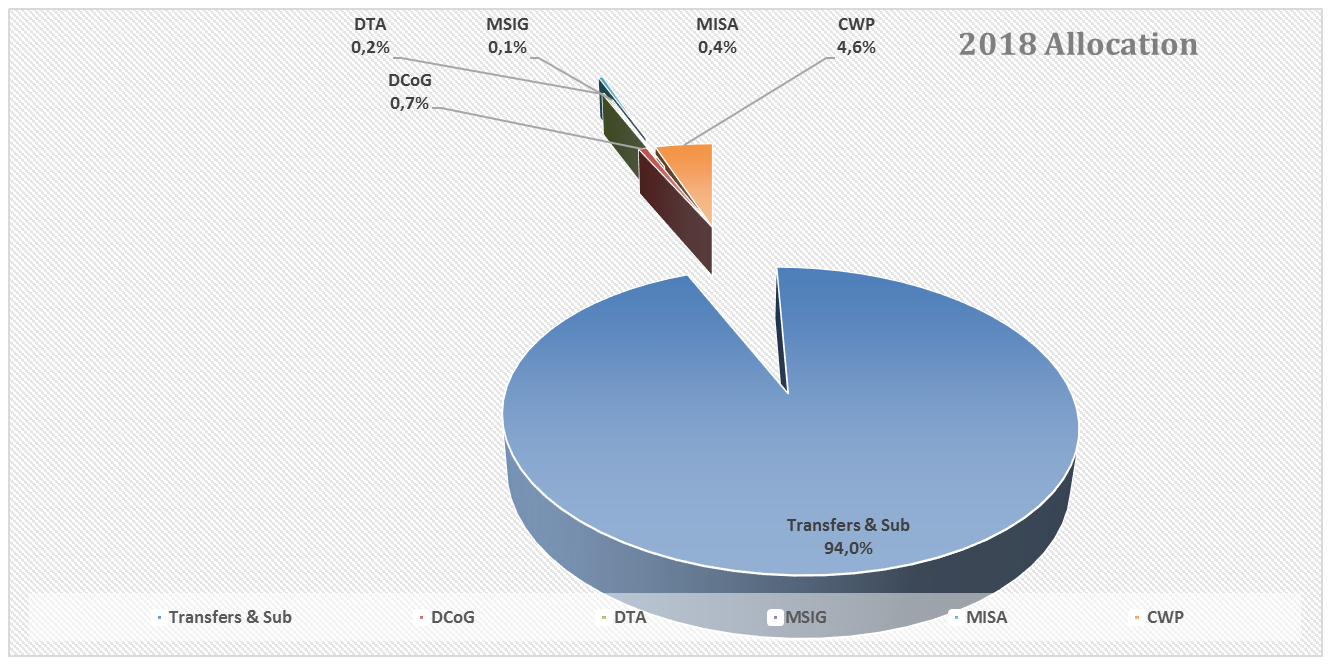 2018 Allocation
DTA
0,2%
MSIG
0,1%
MISA
0,4%
CWP
4,6%
DCoG
0,7%
Transfers & Sub
94,0%
Transfers & Sub
DCoG
DTA
MSIG
MISA
CWP